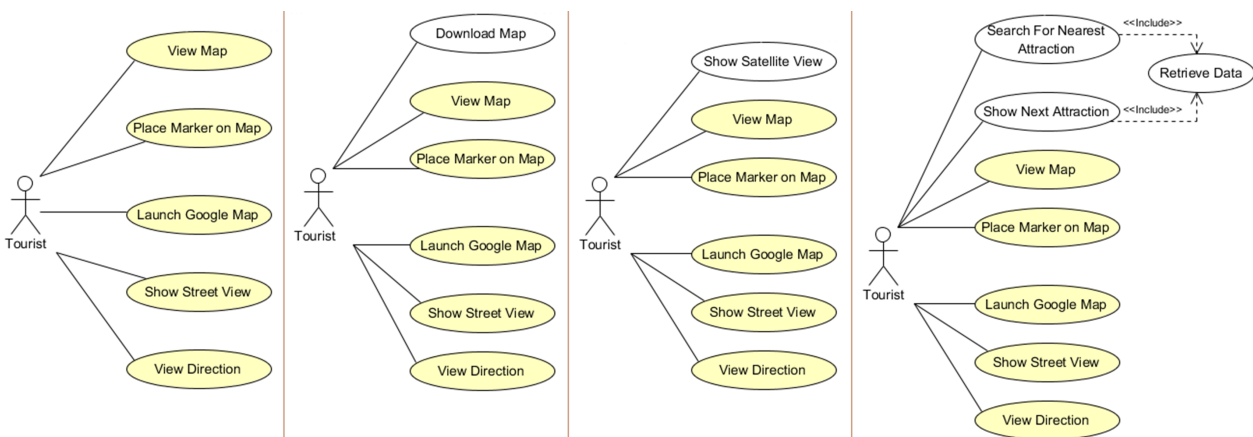 View Map
Place Marker on Map
Launch Google Map
Tourist
Show Street View
View Direction
Download Map
View Map
Place Marker on Map
Tourist
Launch Google Map
Show Street View
View Direction
Show Satellite View
View Map
Place Marker on Map
Tourist
Launch Google Map
Show Street View
View Direction
Search For Nearest
Attraction
<<Include>>
Retrieve Data
Show Next Attraction
<<Include>>
View Map
Place Marker on Map
Tourist
Launch Google Map
Show Street View
View Direction